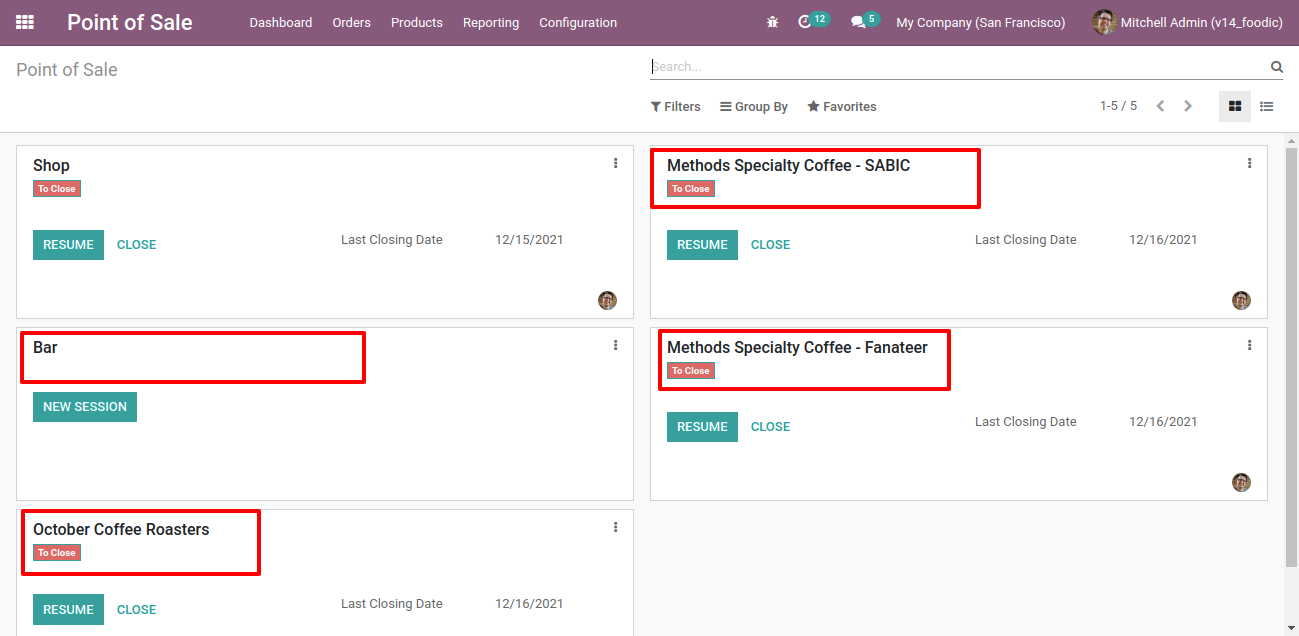 Point of Sale Dashboard Orders Products Reporting Configuration 12 5 My Company (San Francisco) Mitchell Admin (v14_foodic)
Point of Sale
Search...
Filters Group By Favorites 1-5 / 5
Shop
To Close
RESUME CLOSE Last Closing Date 12/15/2021
Methods Specialty Coffee - SABIC
To Close
RESUME CLOSE Last Closing Date 12/16/2021
Bar
NEW SESSION
Methods Specialty Coffee - Fanateer
To Close
RESUME CLOSE Last Closing Date 12/16/2021
October Coffee Roasters
To Close
RESUME CLOSE Last Closing Date 12/16/2021